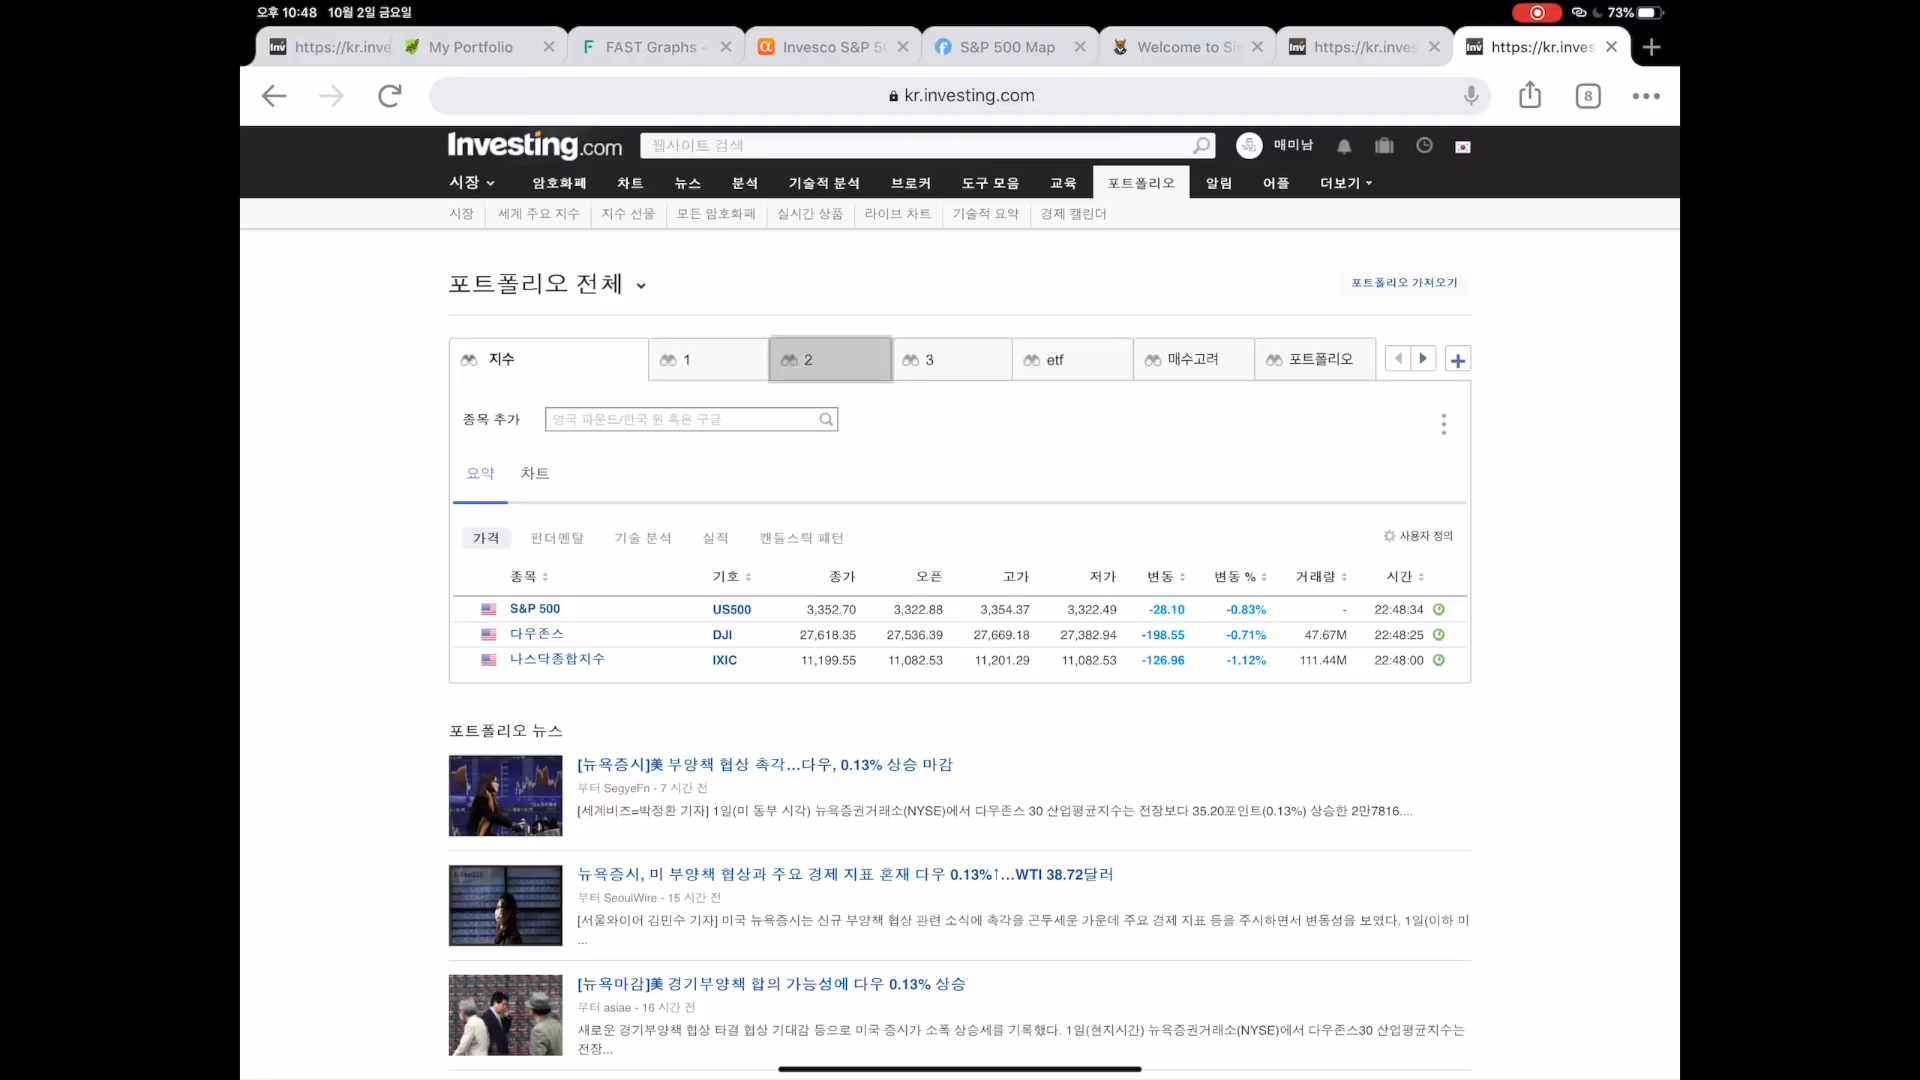 오후 10:48 10월 2일 금요일
73%
https://kr.inve
My Portfolio
FAST Graphs -
Invesco S&P 50
S&P 500 Map
Welcome to Si
https://kr.inves
https://kr.inves
kr.investing.com
8
Investing.com
웹사이트 검색
매미남
시장 암호화폐 차트 뉴스 분석 기술적 분석 브로커 도구 모음 교육 포트폴리오 알림 어플 더보기
시장 세계 주요 지수 지수 선물 모든 암호화폐 실시간 상품 라이브 차트 기술적 요약 경제 캘린더
포트폴리오 전체
포트폴리오 가져오기
지수 1 2 3 etf 매수고려 포트폴리오
종목 추가 영국 파운드/한국 원 혹은 구글
요약 차트
가격 펀더멘탈 기술 분석 실적 캔들스틱 패턴 사용자 정의
종목 기호 종가 오픈 고가 저가 변동 변동 % 거래량 시간
S&P 500 US500 3,352.70 3,322.88 3,354.37 3,322.49 -28.10 -0.83% - 22:48:34
다우존스 DJI 27,618.35 27,536.39 27,669.18 27,382.94 -198.55 -0.71% 47.67M 22:48:25
나스닥종합지수 IXIC 11,199.55 11,082.53 11,201.29 11,082.53 -126.96 -1.12% 111.44M 22:48:00
포트폴리오 뉴스
[뉴욕증시]美 부양책 협상 촉각...다우, 0.13% 상승 마감
부터 SegyeFn - 7 시간 전
[세계비즈=박정환 기자] 1일(미 동부 시각) 뉴욕증권거래소(NYSE)에서 다우존스 30 산업평균지수는 전장보다 35.20포인트(0.13%) 상승한 2만7816....
뉴욕증시, 미 부양책 협상과 주요 경제 지표 혼재 다우 0.13%↑...WTI 38.72달러
부터 SeoulWire - 15 시간 전
[서울와이어 김민수 기자] 미국 뉴욕증시는 신규 부양책 협상 관련 소식에 촉각을 곤두세운 가운데 주요 경제 지표 등을 주시하면서 변동성을 보였다. 1일(이하 미
...
[뉴욕마감]美 경기부양책 합의 가능성에 다우 0.13% 상승
부터 asiae - 16 시간 전
새로운 경기부양책 협상 타결 협상 기대감 등으로 미국 증시가 소폭 상승세를 기록했다. 1일(현지시간) 뉴욕증권거래소(NYSE)에서 다우존스30 산업평균지수는
전장...